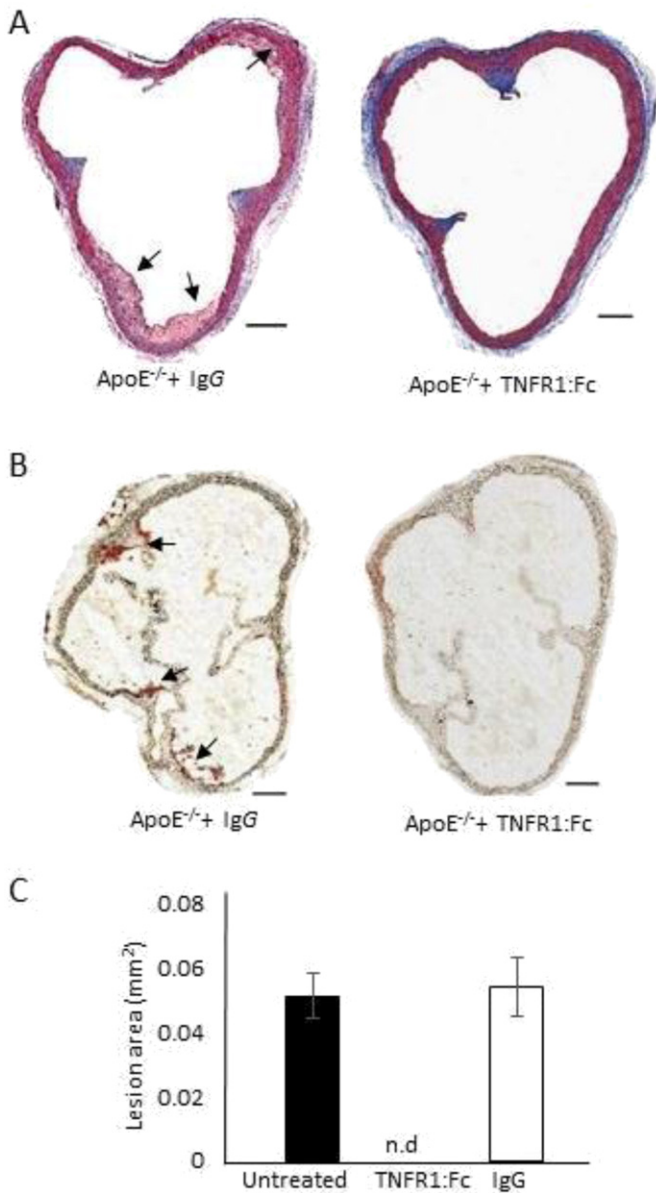 A
ApoE-/-+ IgG
ApoE-/-+ TNFR1:Fc
B
ApoE-/-+ IgG
ApoE-/-+ TNFR1:Fc
C
Lesion area (mm2)
0.08
0.06
0.04
0.02
0
n.d
Untreated TNFR1:Fc IgG